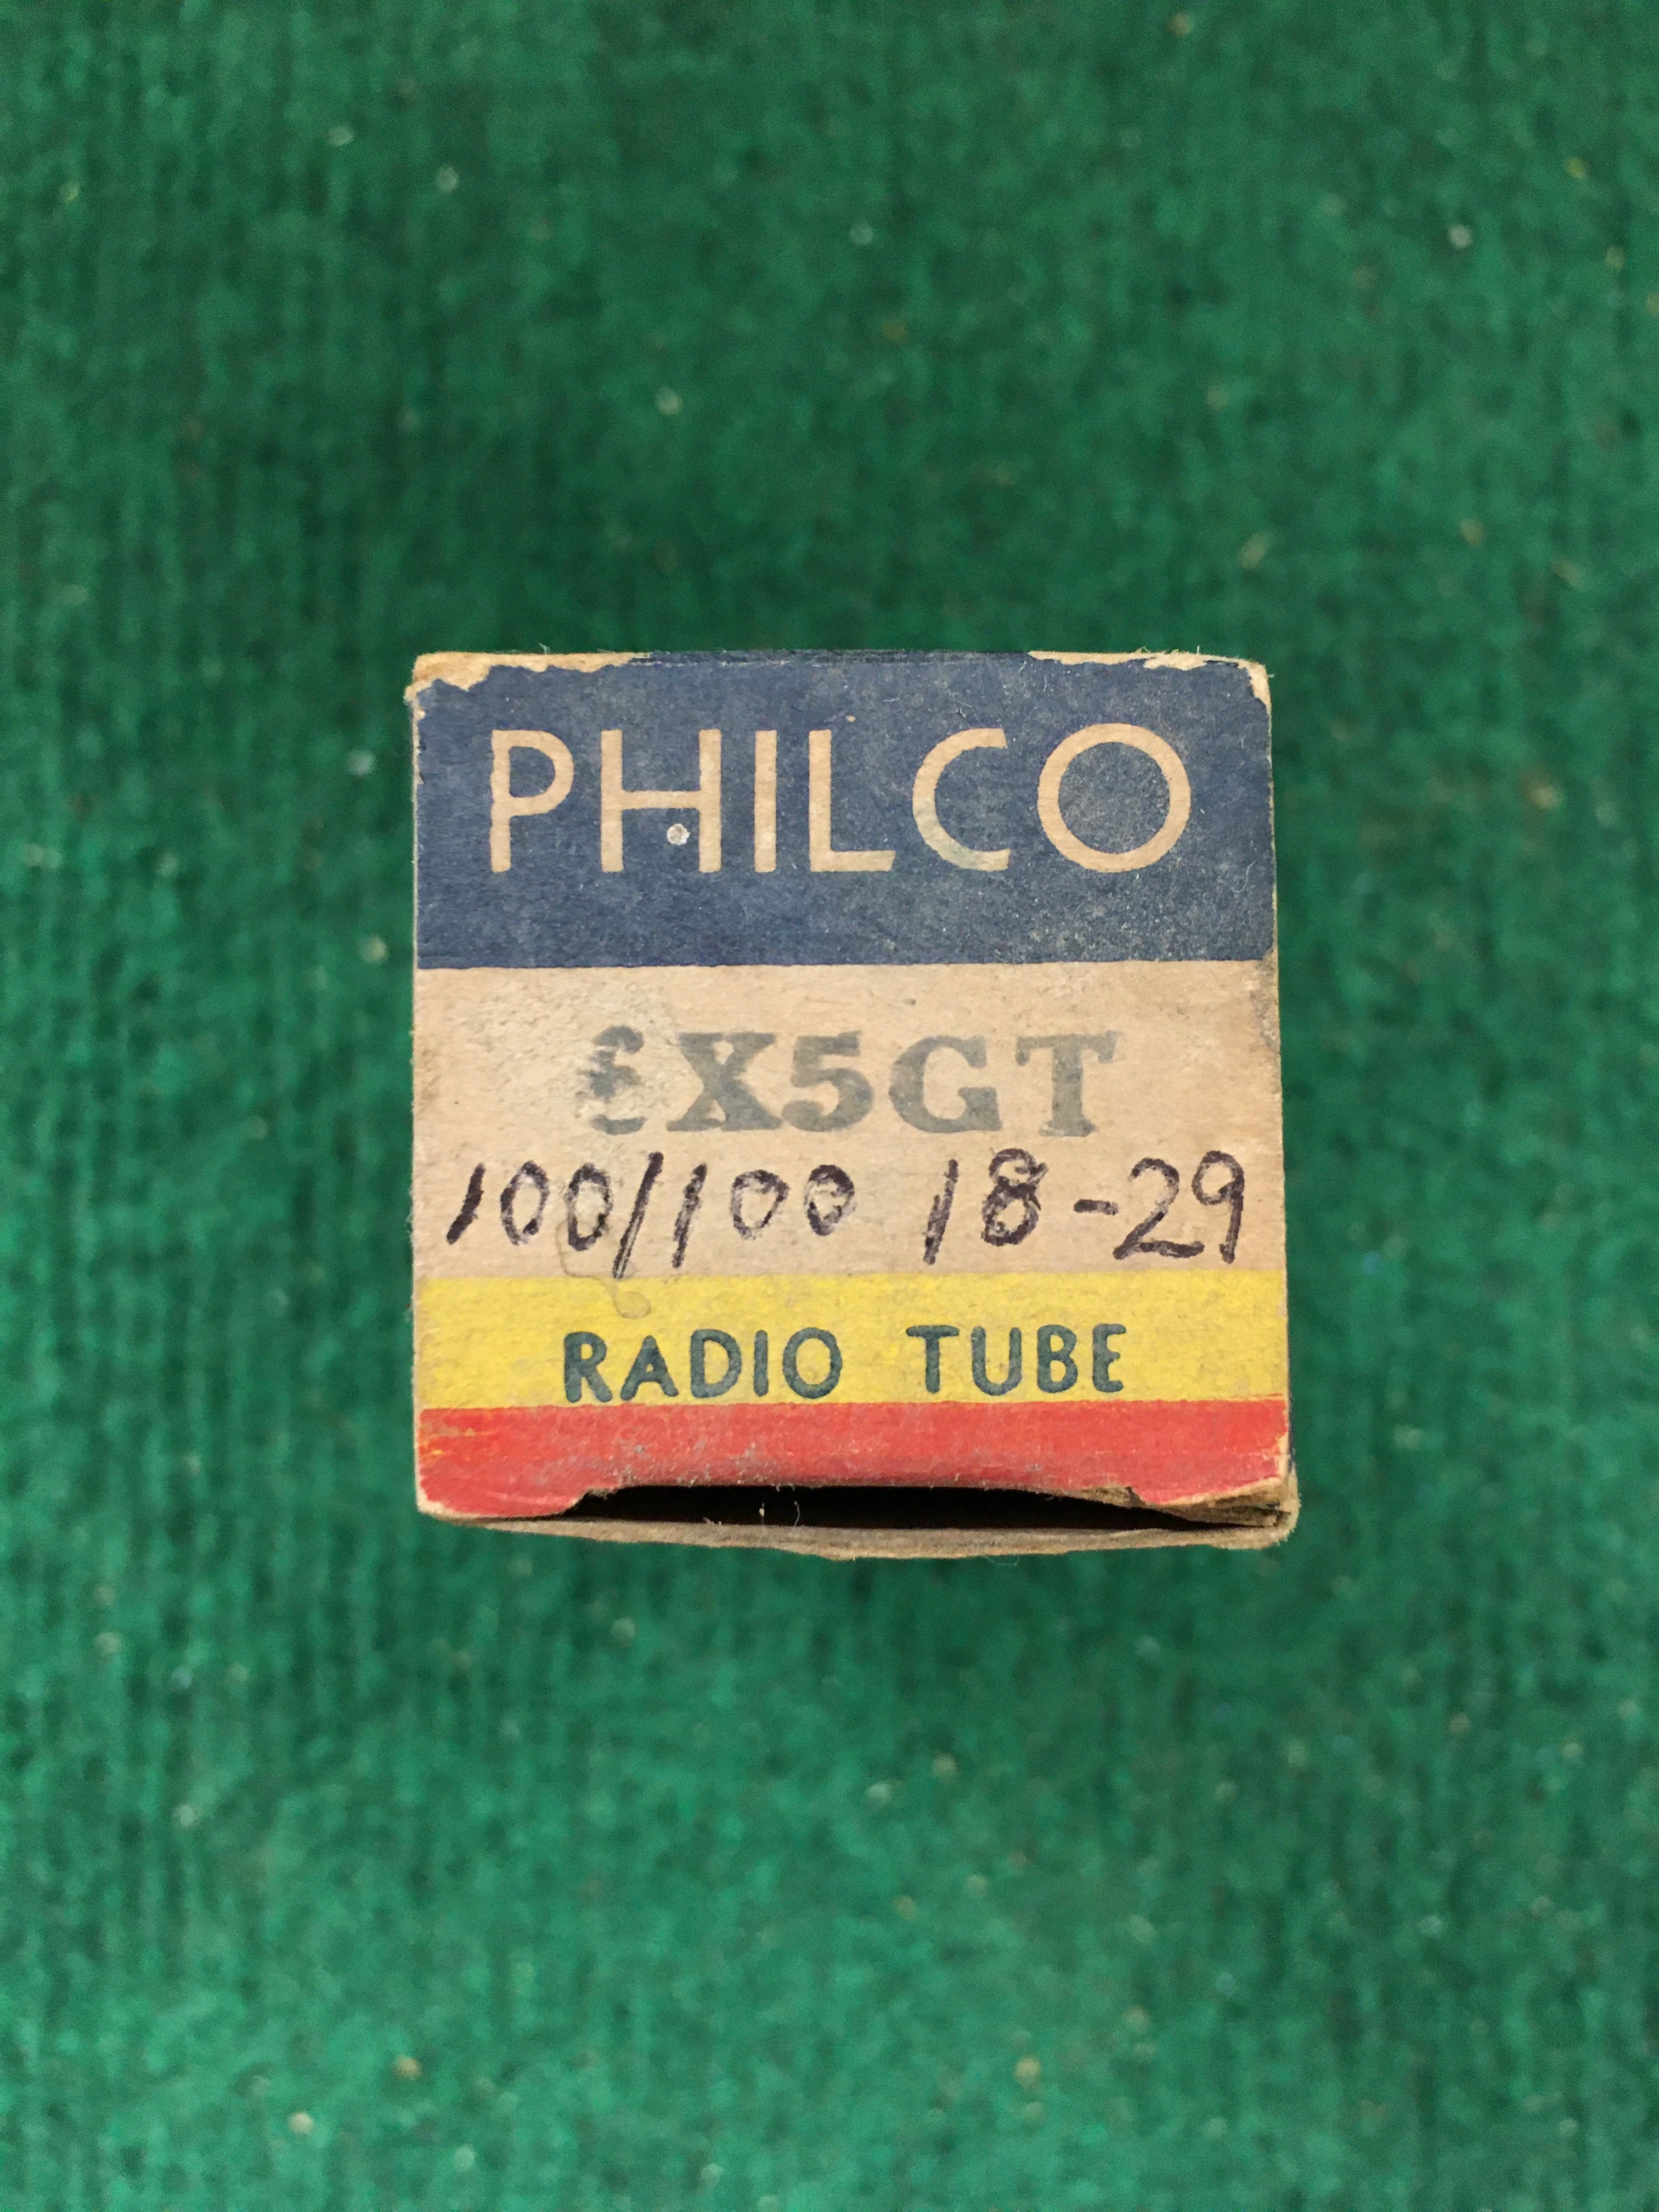 PHILCO
6X5GT
100/100 18-29
RADIO TUBE